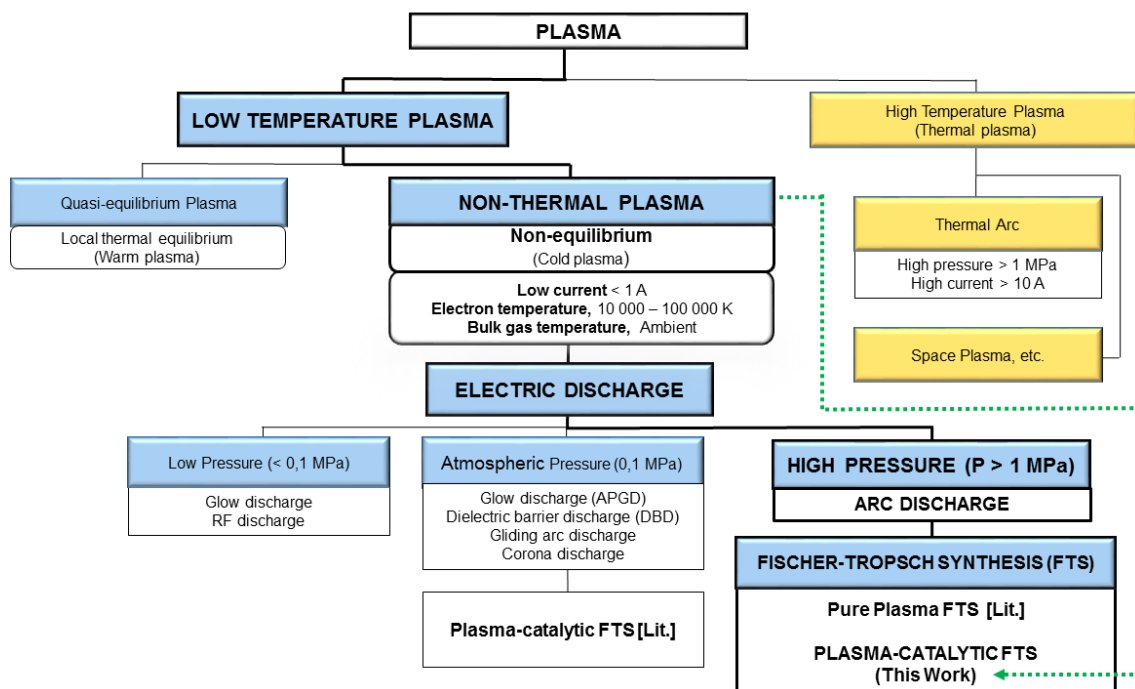 PLASMA
LOW TEMPERATURE PLASMA
High Temperature Plasma
(Thermal plasma)
Quasi-equilibrium Plasma
Local thermal equilibrium
(Warm plasma)
NON-THERMAL PLASMA
Non-equilibrium
(Cold plasma)
Low current < 1 A
Electron temperature, 10 000 – 100 000 K
Bulk gas temperature, Ambient
Thermal Arc
High pressure > 1 MPa
High current > 10 A
Space Plasma, etc.
ELECTRIC DISCHARGE
Low Pressure (< 0,1 MPa)
Glow discharge
RF discharge
Atmospheric Pressure (0,1 MPa)
Glow discharge (APGD)
Dielectric barrier discharge (DBD)
Gliding arc discharge
Corona discharge
Plasma-catalytic FTS [Lit.]
HIGH PRESSURE (P > 1 MPa)
ARC DISCHARGE
FISCHER-TROPSCH SYNTHESIS (FTS)
Pure Plasma FTS [Lit.]
PLASMA-CATALYTIC FTS
(This Work)